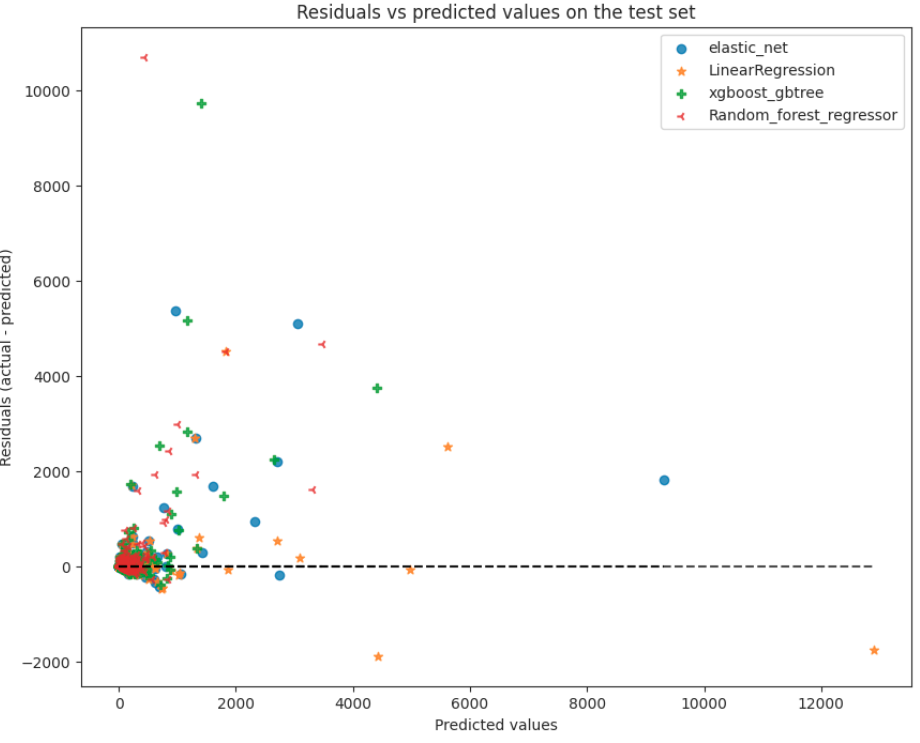 Residuals vs predicted values on the test set
elastic_net
LinearRegression
xgboost_gbtree
Random_forest_regressor
Residuals (actual - predicted)
10000
8000
6000
4000
2000
0
−2000
0 2000 4000 6000 8000 10000 12000
Predicted values